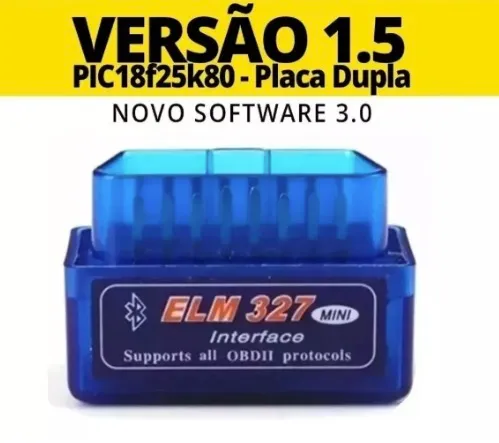 VERSÃO 1.5
PIC18f25k80 - Placa Dupla
NOVO SOFTWARE 3.0
ELM 327 MINI
Interface
Supports all OBDII protocols